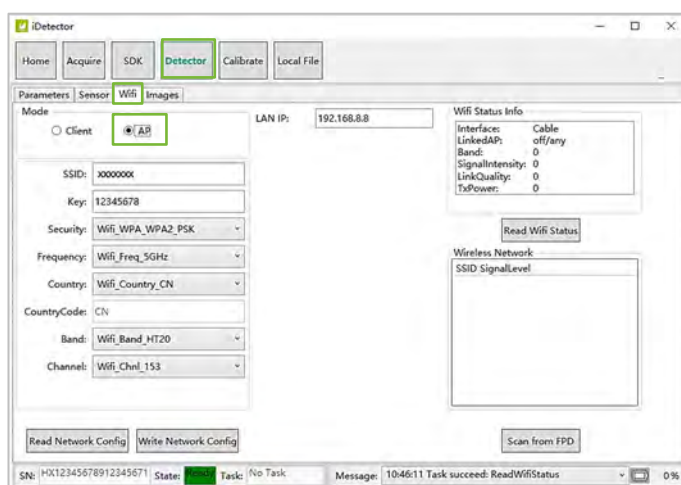 iDetector
Home Acquire SDK Detector Calibrate Local File
Parameters Sensor Wifi Images
Mode
Client AP
SSID: xxxxxxx
Key: 12345678
Security: Wifi_WPA_WPA2_PSK
Frequency: Wifi_Freq_5GHz
Country: Wifi_Country_CN
CountryCode: CN
Band: Wifi_Band_HT20
Channel: Wifi_Chnl_153
Read Network Config Write Network Config
LAN IP: 192.168.8.8
Wifi Status Info
Interface: Cable
LinkedAP: off/any
Band: 0
SignalIntensity: 0
LinkQuality: 0
TxPower: 0
Read Wifi Status
Wireless Network
SSID SignalLevel
Scan from FPD
SN: HX12345678912345671 State: Ready Task: No Task Message: 10:46:11 Task succeed: ReadWifiStatus 0%